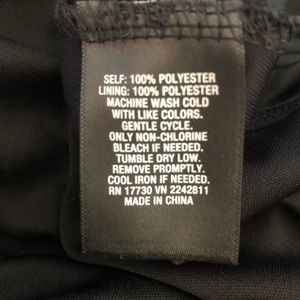 SELF: 100% POLYESTER
LINING: 100% POLYESTER
MACHINE WASH COLD
WITH LIKE COLORS.
GENTLE CYCLE.
ONLY NON-CHLORINE
BLEACH IF NEEDED.
TUMBLE DRY LOW.
REMOVE PROMPTLY.
COOL IRON IF NEEDED.
RN 17730 VN 2242811
MADE IN CHINA